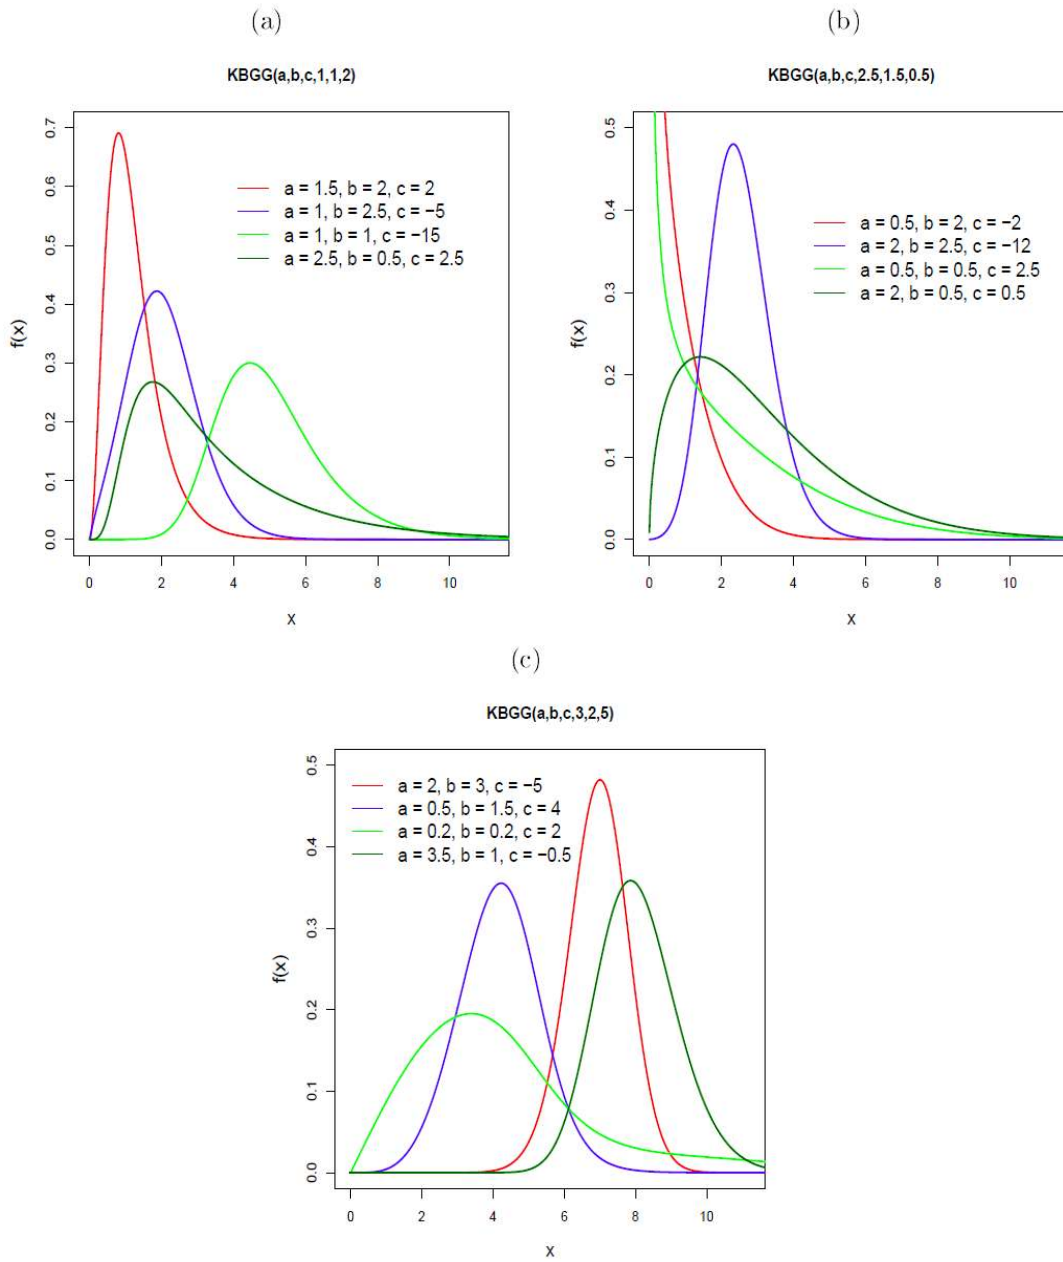 (a)
KBGG(a,b,c,1,1,2)
f(x)
0.7
0.6
0.5
0.4
0.3
0.2
0.1
0.0
a = 1.5, b = 2, c = 2
a = 1, b = 2.5, c = −5
a = 1, b = 1, c = −15
a = 2.5, b = 0.5, c = 2.5
0 2 4 6 8 10
x
(b)
KBGG(a,b,c,2.5,1.5,0.5)
f(x)
0.5
0.4
0.3
0.2
0.1
0.0
a = 0.5, b = 2, c = −2
a = 2, b = 2.5, c = −12
a = 0.5, b = 0.5, c = 2.5
a = 2, b = 0.5, c = 0.5
0 2 4 6 8 10
x
(c)
KBGG(a,b,c,3,2,5)
f(x)
0.5
0.4
0.3
0.2
0.1
0.0
a = 2, b = 3, c = −5
a = 0.5, b = 1.5, c = 4
a = 0.2, b = 0.2, c = 2
a = 3.5, b = 1, c = −0.5
0 2 4 6 8 10
x